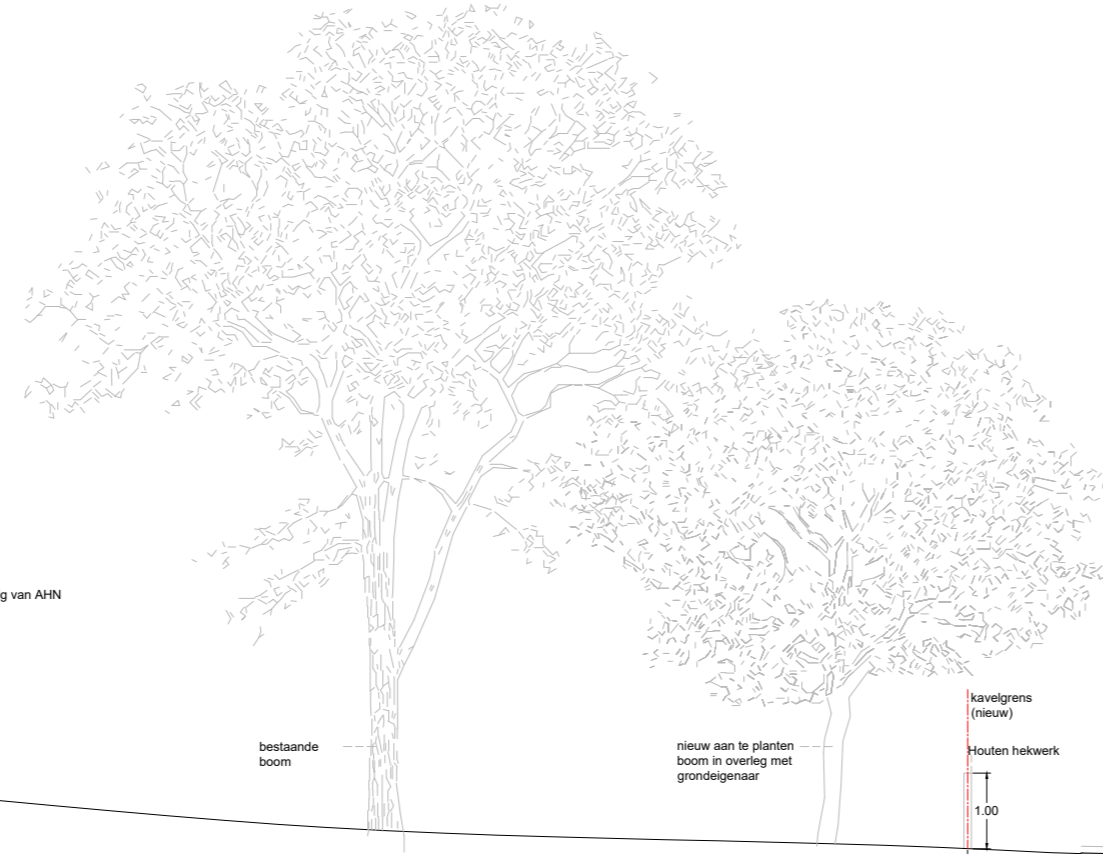 g van AHN
bestaande
boom
nieuw aan te planten
boom in overleg met
grondeigenaar
kavelgrens
(nieuw)
Houten hekwerk
1.00